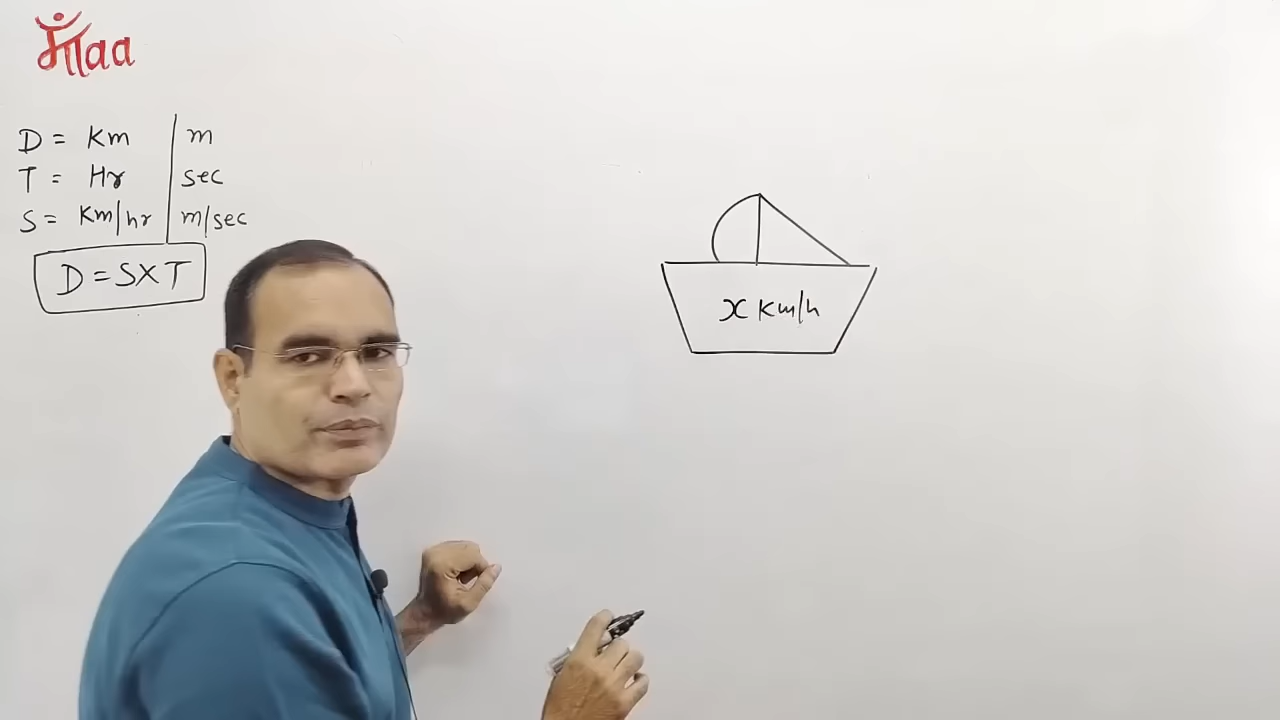 माaa
D = Km | m
T = Hr | sec
S = Km/hr | m/sec
D = S X T
x Km/h